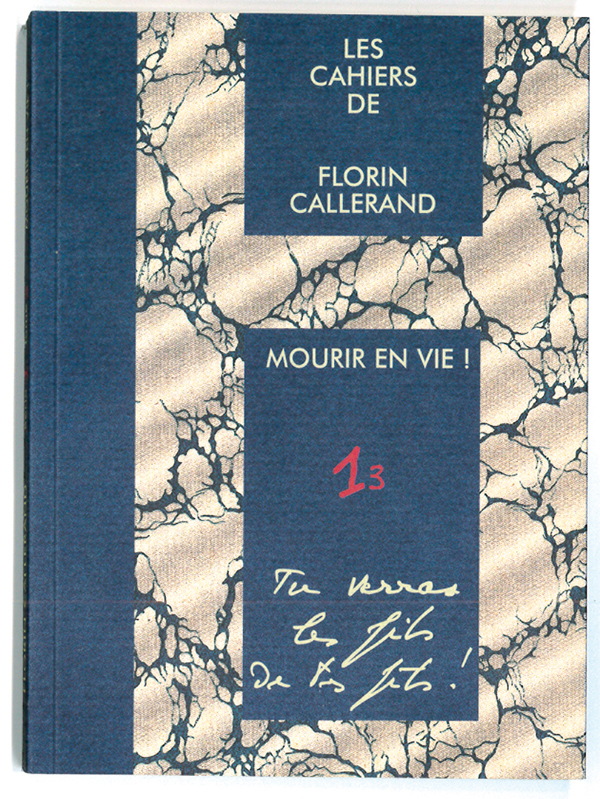 LES
CAHIERS
DE
FLORIN
CALLERAND
MOURIR EN VIE !
13
Tu verras
les fils
De tes fils !